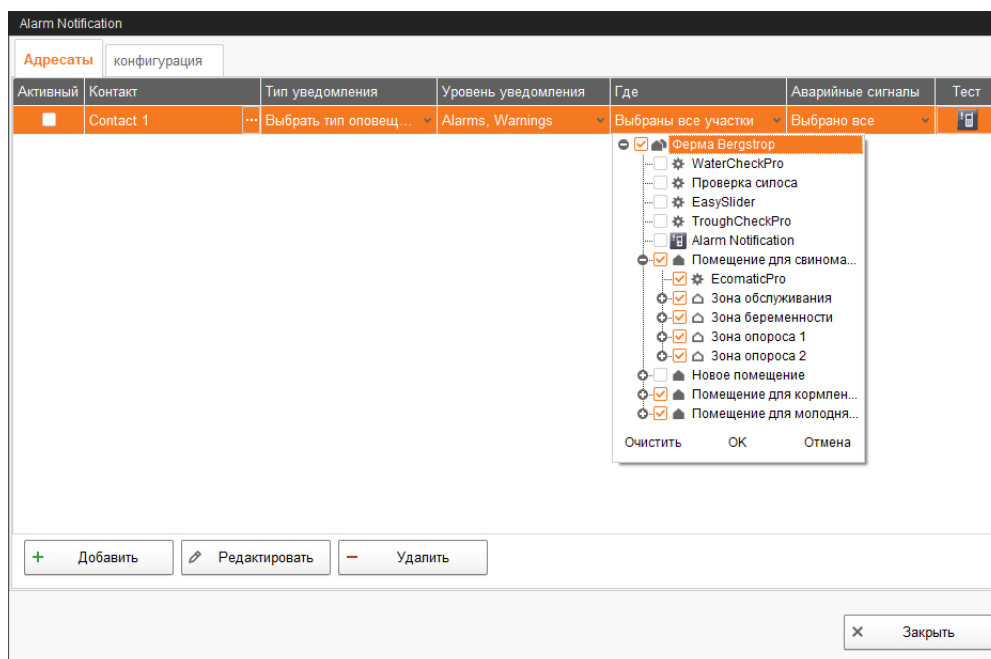 Alarm Notification
Адресаты конфигурация
Активный Контакт Тип уведомления Уровень уведомления Где Аварийные сигналы Тест
Contact 1 ... Выбрать тип оповещ... Alarms, Warnings Выбраны все участки Выбрано все
Ферма Bergstrop
WaterCheckPro
Проверка силоса
EasySlider
TroughCheckPro
Alarm Notification
Помещение для свинома...
EcomaticPro
Зона обслуживания
Зона беременности
Зона опороса 1
Зона опороса 2
Новое помещение
Помещение для кормлен...
Помещение для молодня...
Очистить OK Отмена
Добавить Редактировать Удалить
Закрыть